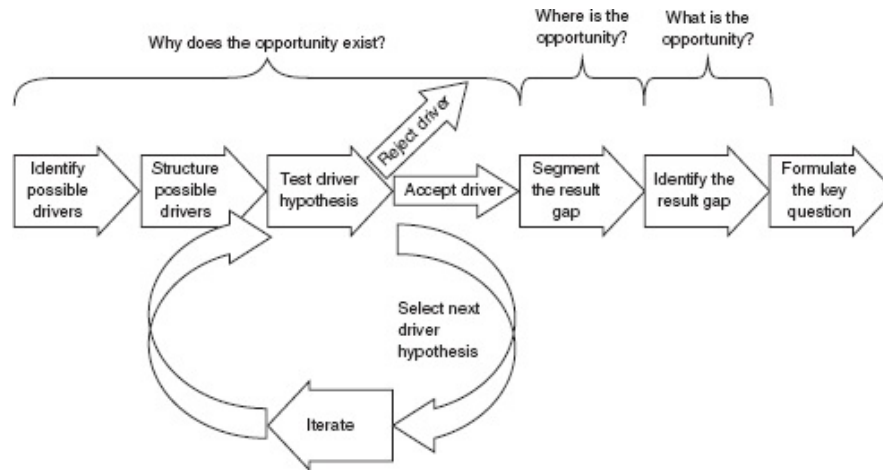 Why does the opportunity exist?
Where is the
opportunity?
What is the
opportunity?
Reject driver
Identify
possible
drivers
Structure
possible
drivers
Test driver
hypothesis
Accept driver
Segment
the result
gap
Identify the
result gap
Formulate
the key
question
Select next
driver
hypothesis
Iterate